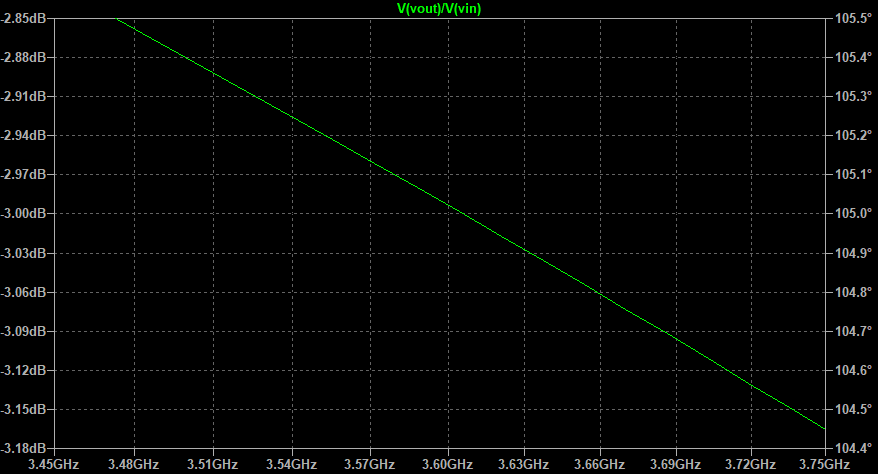 V(vout)/V(vin)
-2.85dB 105.5°
-2.88dB 105.4°
-2.91dB 105.3°
-2.94dB 105.2°
-2.97dB 105.1°
-3.00dB 105.0°
-3.03dB 104.9°
-3.06dB 104.8°
-3.09dB 104.7°
-3.12dB 104.6°
-3.15dB 104.5°
-3.18dB 104.4°
3.45GHz 3.48GHz 3.51GHz 3.54GHz 3.57GHz 3.60GHz 3.63GHz 3.66GHz 3.69GHz 3.72GHz 3.75GHz